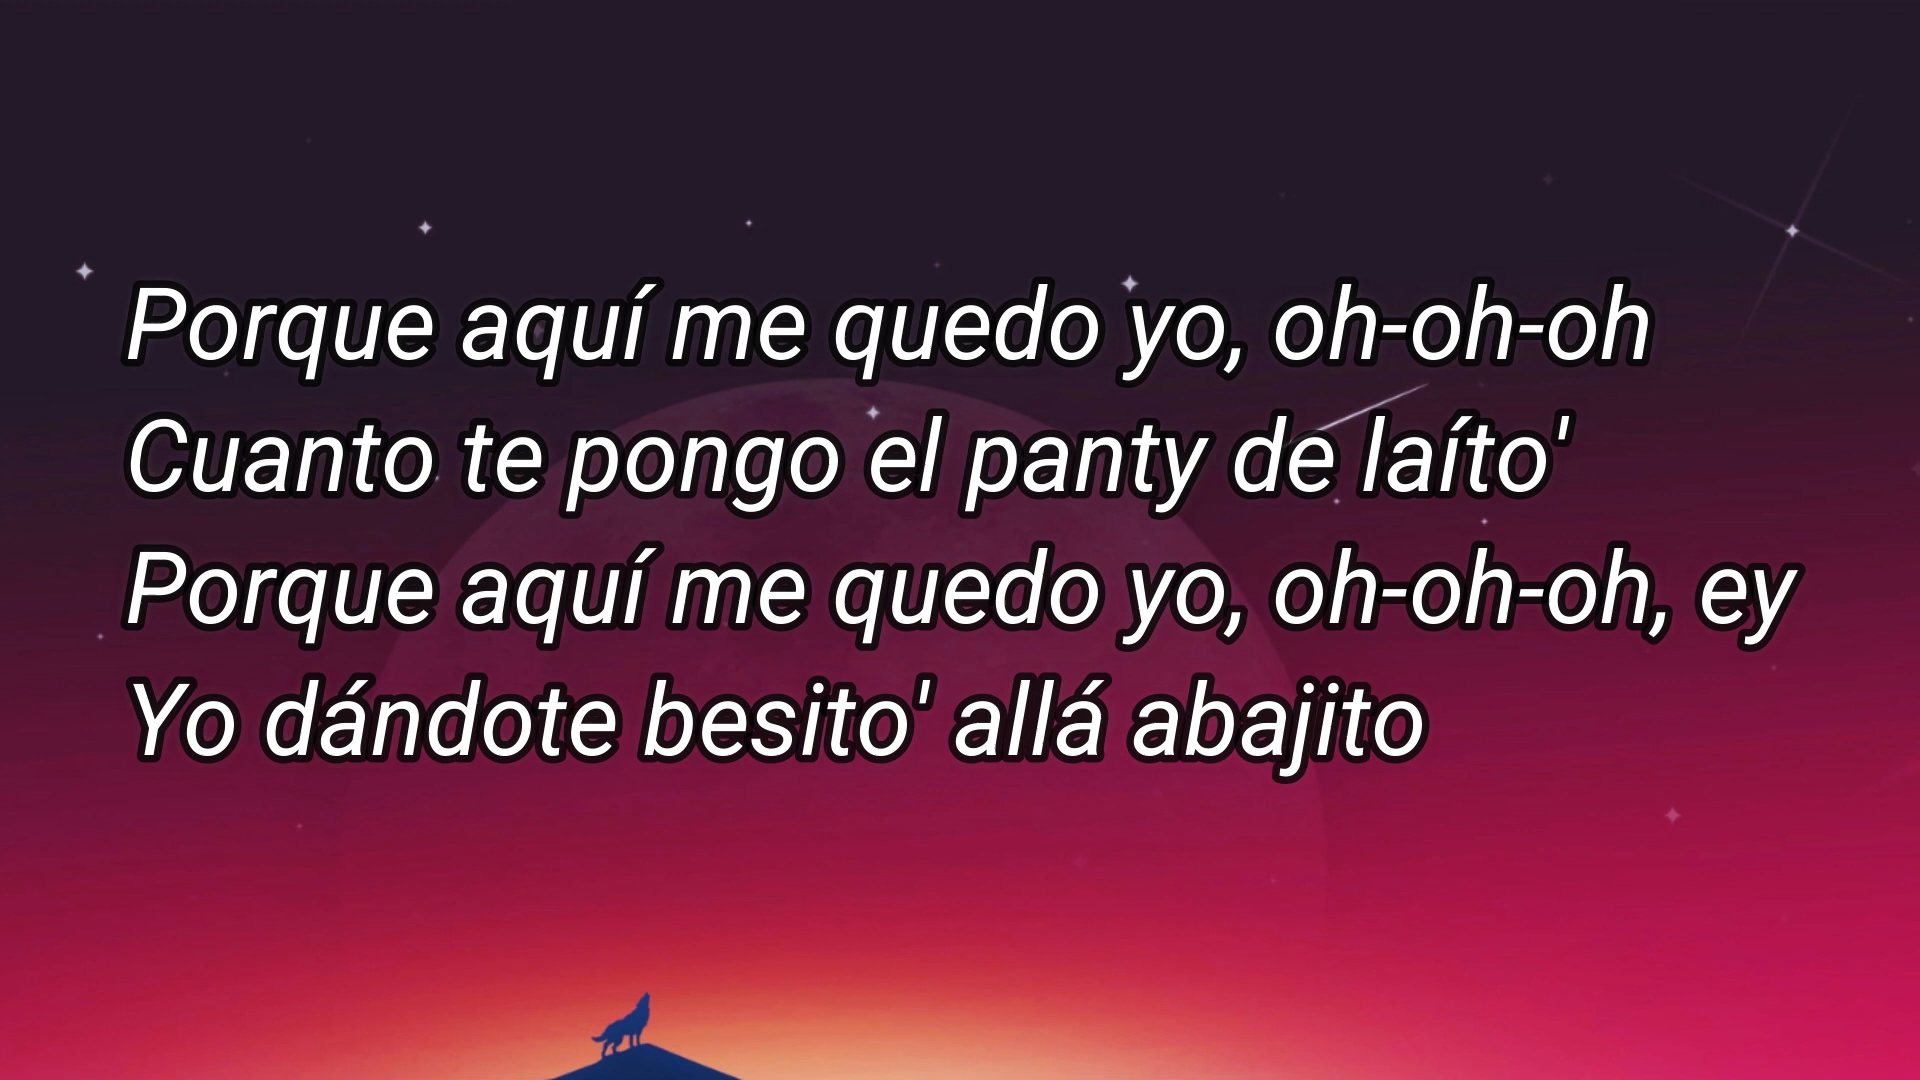 Porque aquí me quedo yo, oh-oh-oh
Cuanto te pongo el panty de laíto'
Porque aquí me quedo yo, oh-oh-oh, ey
Yo dándote besito' allá abajito